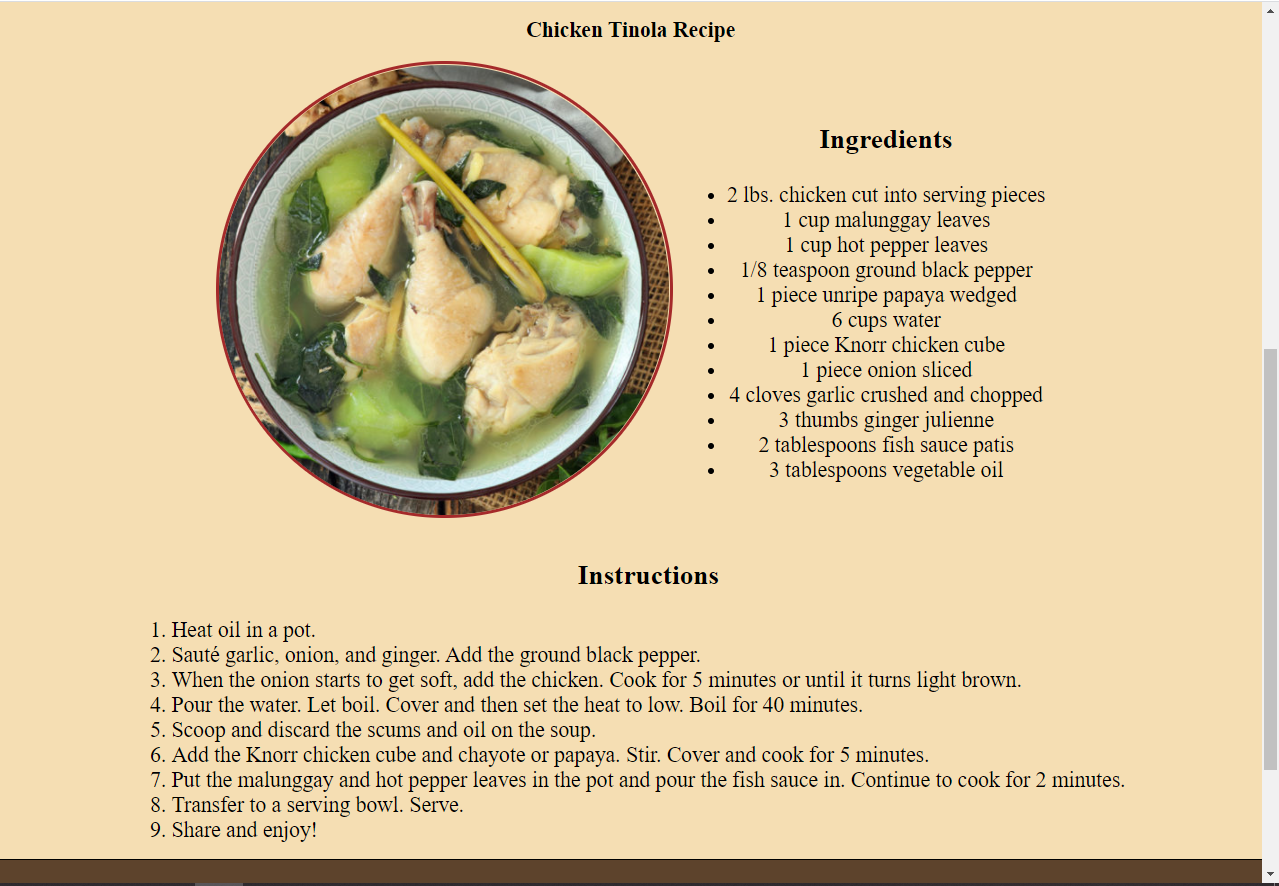 Chicken Tinola Recipe
Ingredients
• 2 lbs. chicken cut into serving pieces
• 1 cup malunggay leaves
• 1 cup hot pepper leaves
• 1/8 teaspoon ground black pepper
• 1 piece unripe papaya wedged
• 6 cups water
• 1 piece Knorr chicken cube
• 1 piece onion sliced
• 4 cloves garlic crushed and chopped
• 3 thumbs ginger julienne
• 2 tablespoons fish sauce patis
• 3 tablespoons vegetable oil
Instructions
1. Heat oil in a pot.
2. Sauté garlic, onion, and ginger. Add the ground black pepper.
3. When the onion starts to get soft, add the chicken. Cook for 5 minutes or until it turns light brown.
4. Pour the water. Let boil. Cover and then set the heat to low. Boil for 40 minutes.
5. Scoop and discard the scums and oil on the soup.
6. Add the Knorr chicken cube and chayote or papaya. Stir. Cover and cook for 5 minutes.
7. Put the malunggay and hot pepper leaves in the pot and pour the fish sauce in. Continue to cook for 2 minutes.
8. Transfer to a serving bowl. Serve.
9. Share and enjoy!